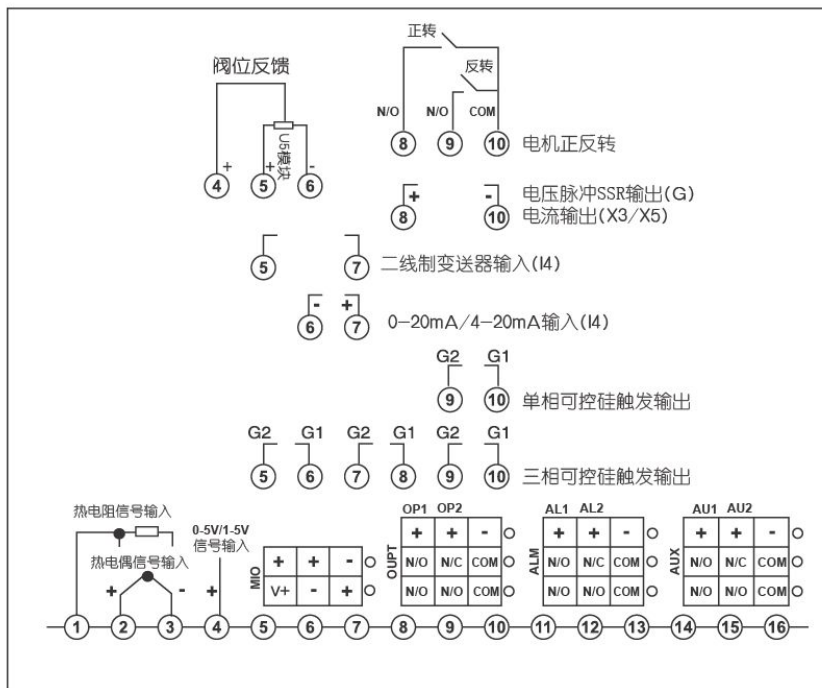 正转
阀位反馈
反转
N/O N/O COM
8 9 10 电机正反转
+ + -
U5模块
4 5 6
+ - 电压脉冲SSR输出(G)
8 10 电流输出(X3/X5)
5 7 二线制变送器输入(I4)
- +
6 7 0-20mA/4-20mA输入(I4)
G2 G1
9 10 单相可控硅触发输出
G2 G1 G2 G1 G2 G1
5 6 7 8 9 10 三相可控硅触发输出
热电阻信号输入
0-5V/1-5V
信号输入
热电偶信号输入
+ - +
MIO
+ + -
V+ - +
OUPT
OP1 OP2
+ + -
N/O N/C COM
N/O N/O COM
ALM
AL1 AL2
+ + -
N/O N/C COM
N/O N/O COM
AUX
AU1 AU2
+ + -
N/O N/C COM
N/O N/O COM
1 2 3 4 5 6 7 8 9 10 11 12 13 14 15 16